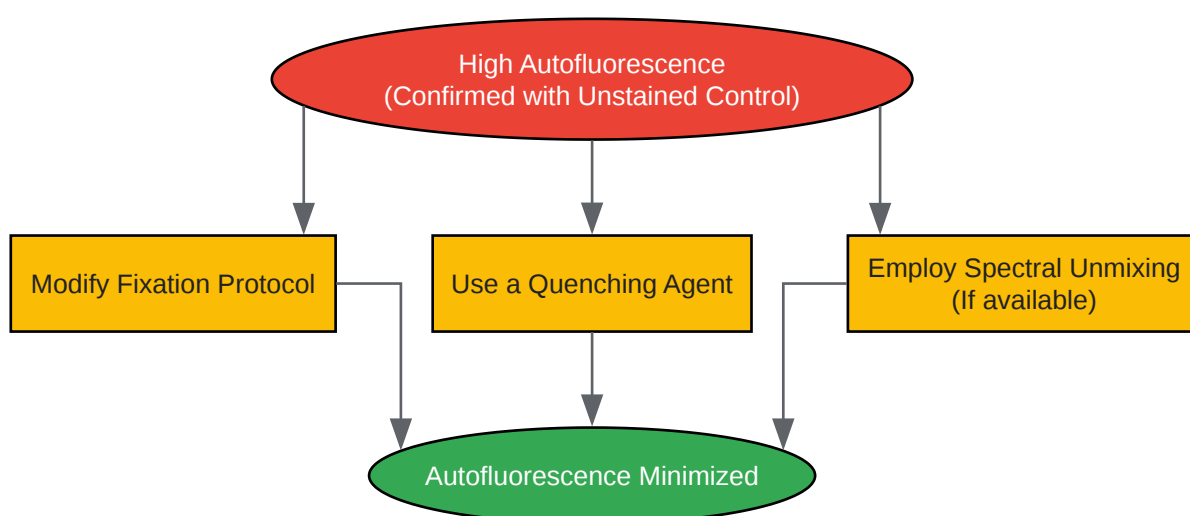 High Autofluorescence
(Confirmed with Unstained Control)
Modify Fixation Protocol
Use a Quenching Agent
Employ Spectral Unmixing
(If available)
Autofluorescence Minimized